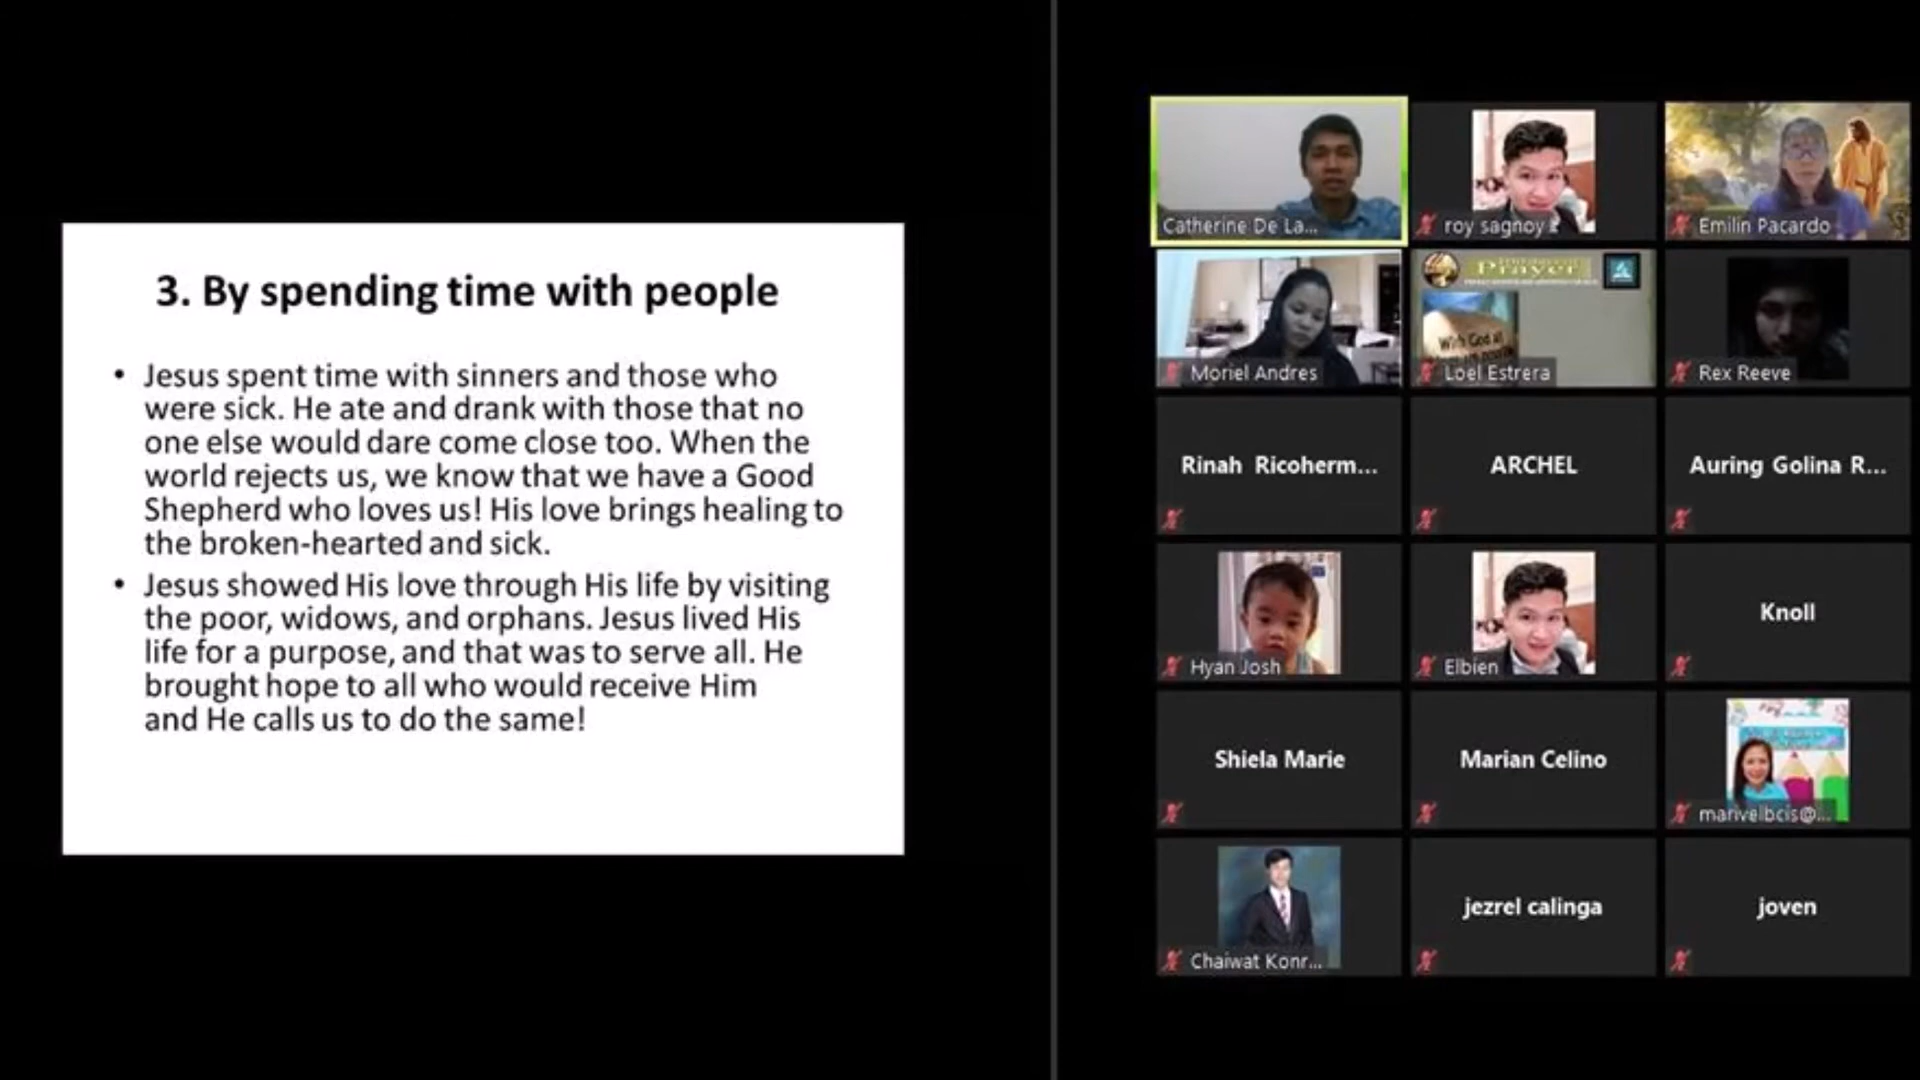 3. By spending time with people
• Jesus spent time with sinners and those who
were sick. He ate and drank with those that no
one else would dare come close too. When the
world rejects us, we know that we have a Good
Shepherd who loves us! His love brings healing to
the broken-hearted and sick.
• Jesus showed His love through His life by visiting
the poor, widows, and orphans. Jesus lived His
life for a purpose, and that was to serve all. He
brought hope to all who would receive Him
and He calls us to do the same!
Catherine De La...
roy sagnoy
Emilin Pacardo
Moriel Andres
Prayer
With God all
Loel Estrera
Rex Reeve
Rinah Ricoherm...
ARCHEL
Auring Golina R...
Hyan Josh
Elbien
Knoll
Shiela Marie
Marian Celino
marivelbcis@...
Chaiwat Konr...
jezrel calinga
joven